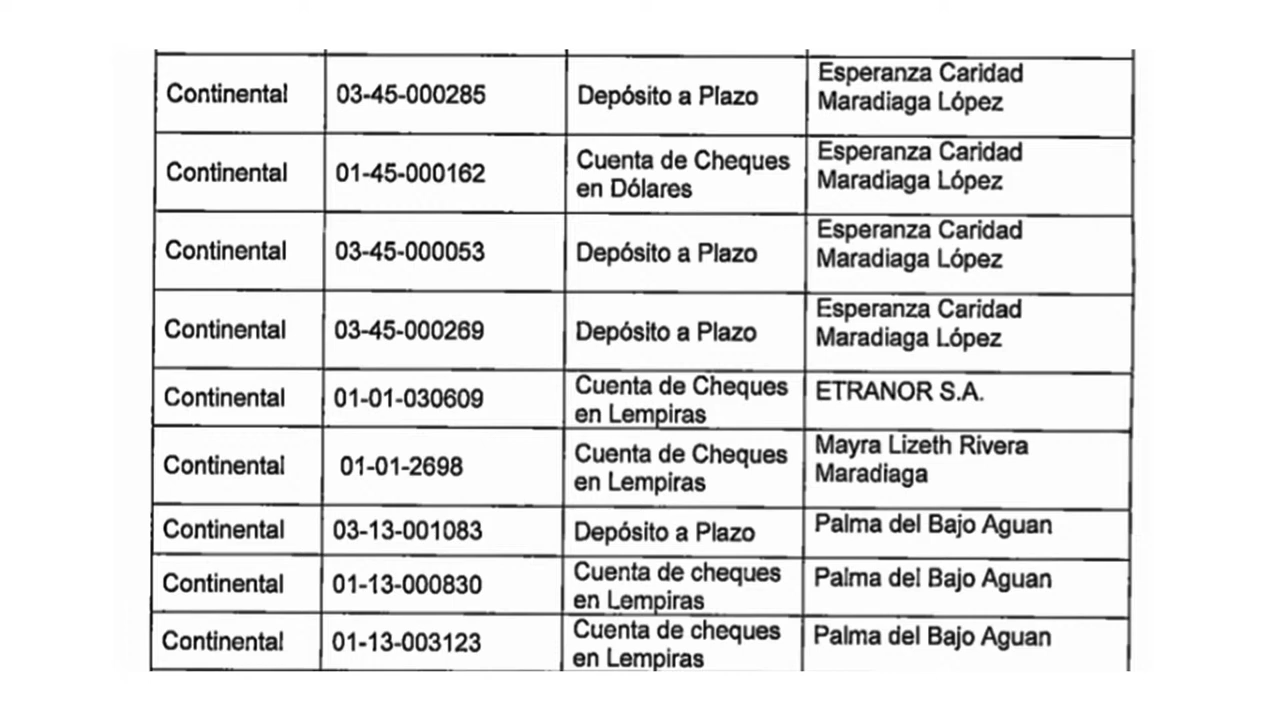 Continental 03-45-000285 Depósito a Plazo Esperanza Caridad
Maradiaga López
Continental 01-45-000162 Cuenta de Cheques Esperanza Caridad
en Dólares Maradiaga López
Continental 03-45-000053 Depósito a Plazo Esperanza Caridad
Maradiaga López
Continental 03-45-000269 Depósito a Plazo Esperanza Caridad
Maradiaga López
Continental 01-01-030609 Cuenta de Cheques ETRANOR S.A.
en Lempiras
Continental 01-01-2698 Cuenta de Cheques Mayra Lizeth Rivera
en Lempiras Maradiaga
Continental 03-13-001083 Depósito a Plazo Palma del Bajo Aguan
Continental 01-13-000830 Cuenta de cheques Palma del Bajo Aguan
en Lempiras
Continental 01-13-003123 Cuenta de cheques Palma del Bajo Aguan
en Lempiras